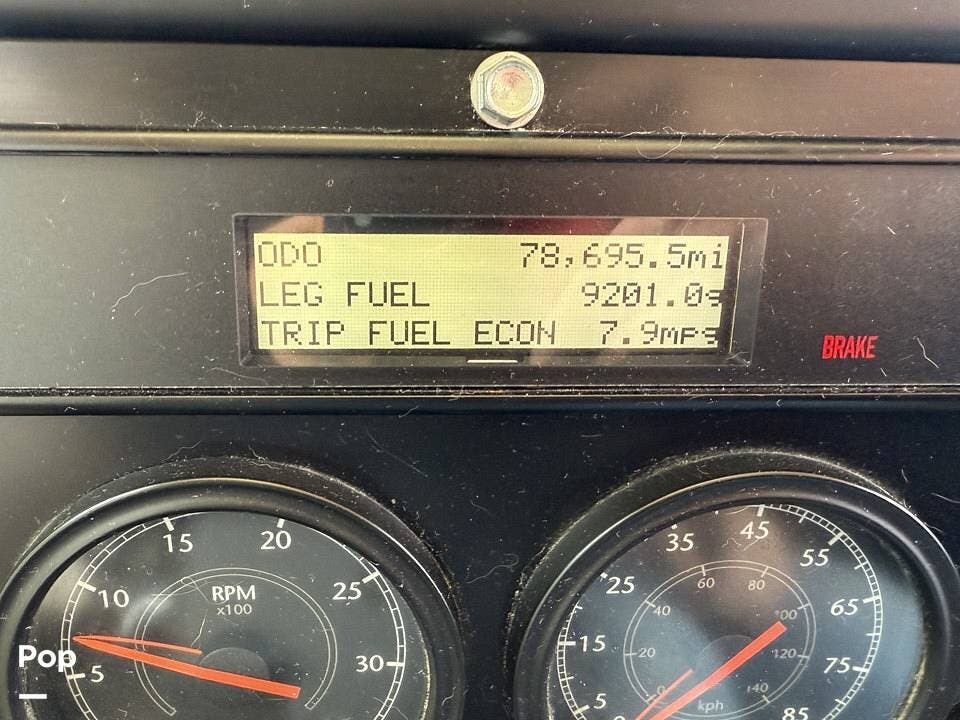 ODO 78,695.5mi
LEG FUEL 9201.0g
TRIP FUEL ECON 7.9mpg
BRAKE
5 10 15 20 25 30
RPM
x100
5 15 25 35 45 55 65 75 85
0 20 40 60 80 100 120 140
kph
Pop